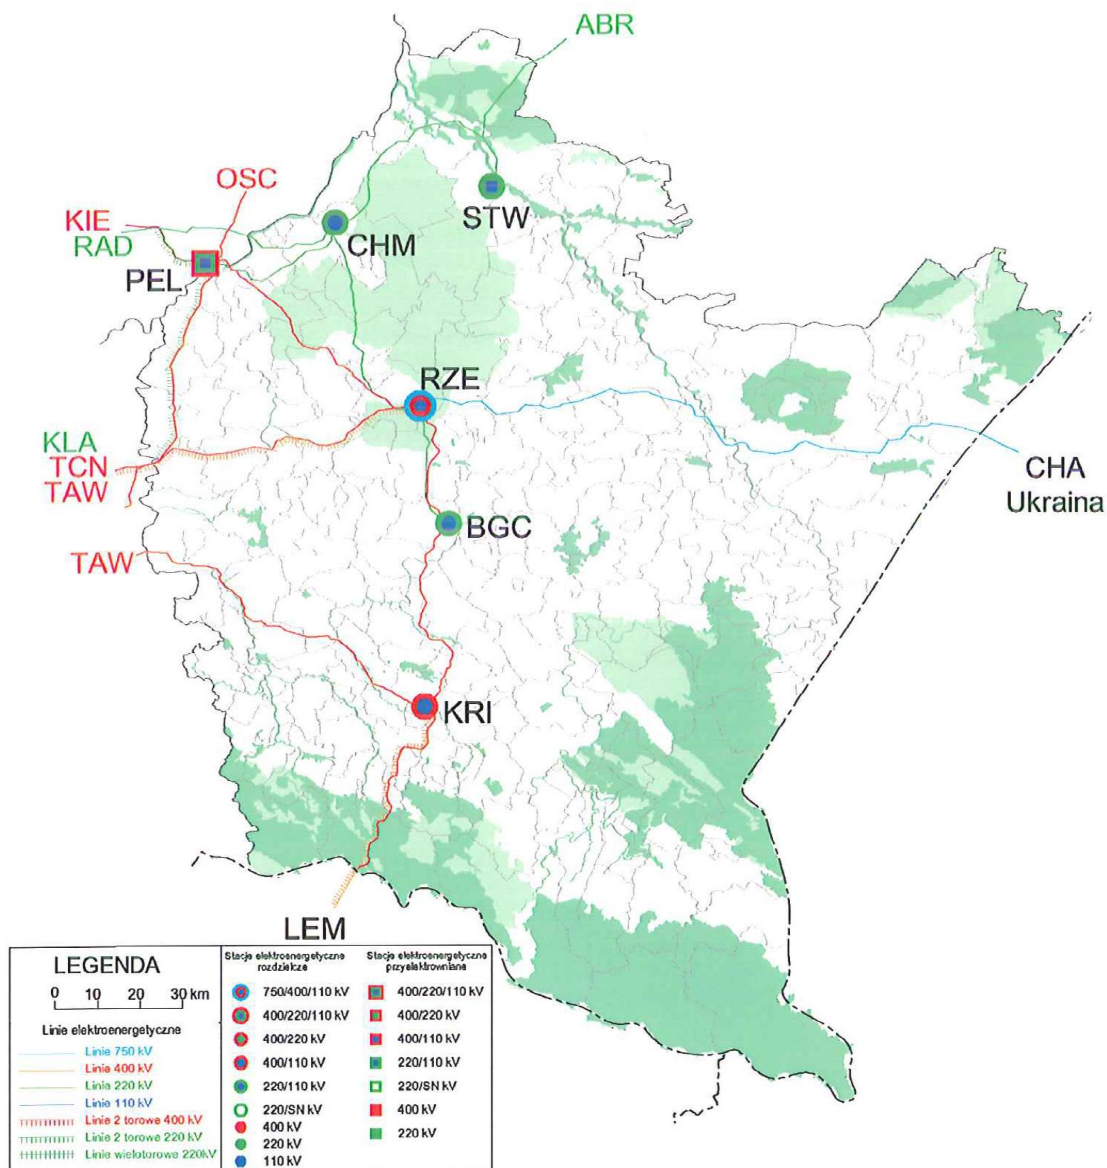 ABR
OSC
KIE
RAD
STW
CHM
PEL
RZE
KLA
TCN
TAW
CHA
Ukraina
BGC
TAW
KRI
LEM
LEGENDA
0 10 20 30 km
Linie elektroenergetyczne
Linie 750 kV
Linie 400 kV
Linie 220 kV
Linie 110 kV
Linie 2 torowe 400 kV
Linie 2 torowe 220 kV
Linie wielotorowe 220kV
Stacje elektroenergetyczne
rozdzielcze
750/400/110 kV
400/220/110 kV
400/220 kV
400/110 kV
220/110 kV
220/SN kV
400 kV
220 kV
110 kV
Stacje elektroenergetyczne
przyelektrowniane
400/220/110 kV
400/220 kV
400/110 kV
220/110 kV
220/SN kV
400 kV
220 kV